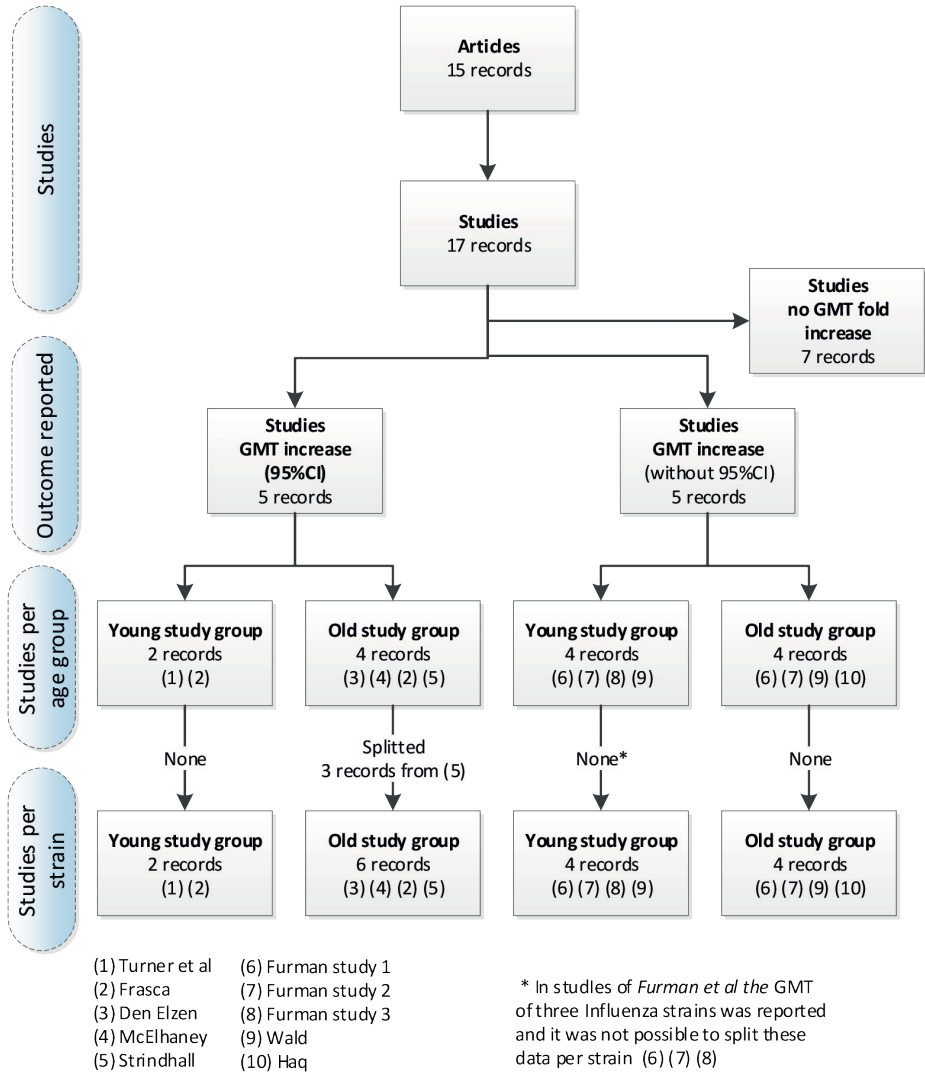 Studies
Articles
15 records
Studies
17 records
Studies
no GMT fold
increase
7 records
Outcome reported
Studies
GMT increase
(95%CI)
5 records
Studies
GMT increase
(without 95%CI)
5 records
Studies per
age group
Young study group
2 records
(1) (2)
Old study group
4 records
(3) (4) (2) (5)
Young study group
4 records
(6) (7) (8) (9)
Old study group
4 records
(6) (7) (9) (10)
None
Splitted
3 records from (5)
None*
None
Studies per
strain
Young study group
2 records
(1) (2)
Old study group
6 records
(3) (4) (2) (5)
Young study group
4 records
(6) (7) (8) (9)
Old study group
4 records
(6) (7) (9) (10)
(1) Turner et al
(2) Frasca
(3) Den Elzen
(4) McElhaney
(5) Strindhall
(6) Furman study 1
(7) Furman study 2
(8) Furman study 3
(9) Wald
(10) Haq
* In studies of Furman et al the GMT
of three Influenza strains was reported
and it was not possible to split these
data per strain (6) (7) (8)